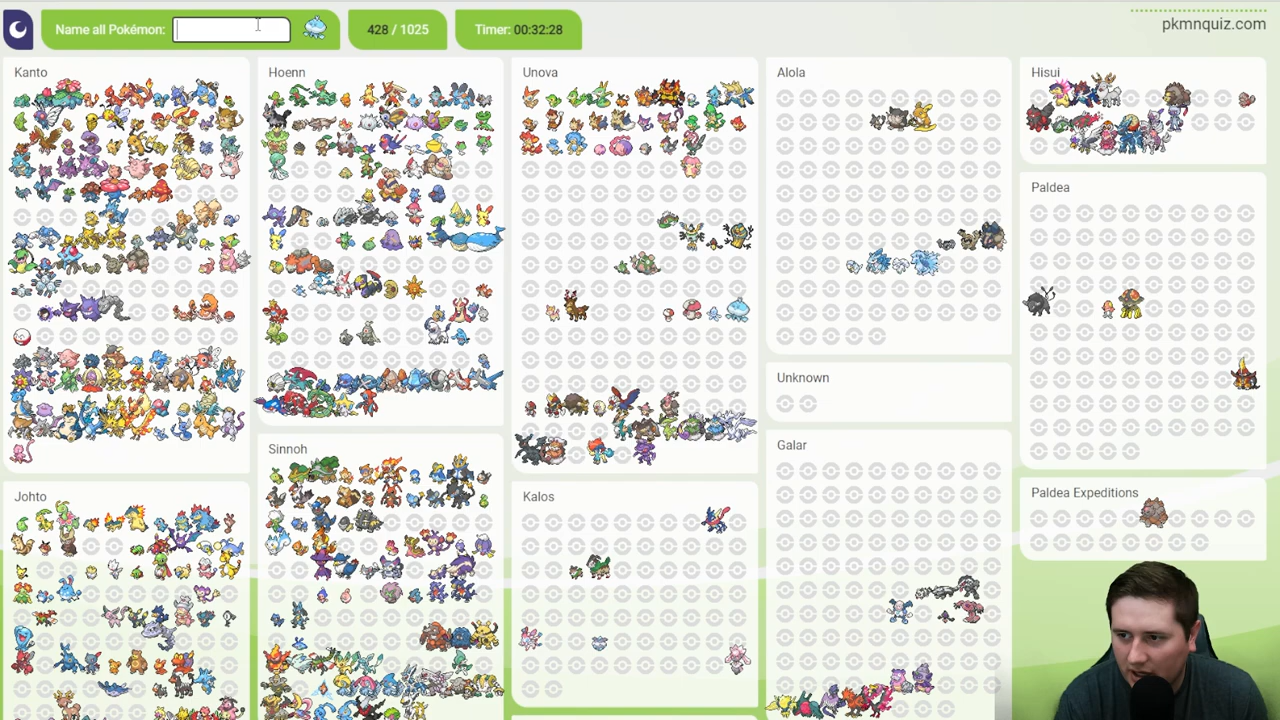 Name all Pokémon:
428 / 1025
Timer: 00:32:28
pkmnquiz.com
Kanto
Hoenn
Unova
Alola
Hisui
Paldea
Unknown
Galar
Sinnoh
Johto
Kalos
Paldea Expeditions